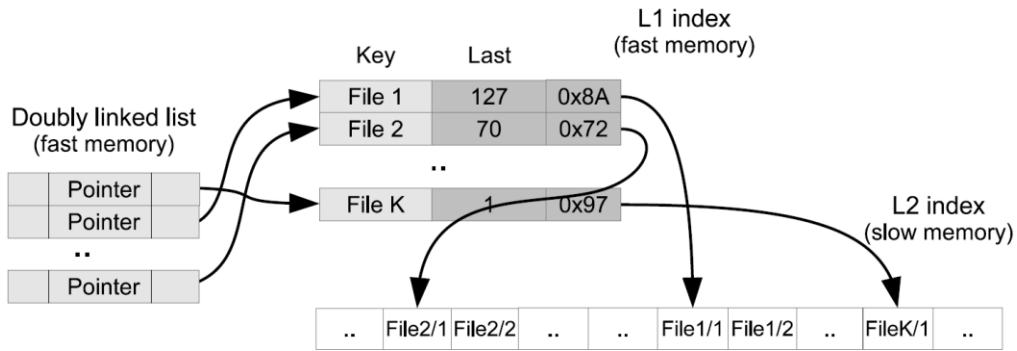 L1 index
(fast memory)
Key Last
File 1 127 0x8A
File 2 70 0x72
..
File K 1 0x97
Doubly linked list
(fast memory)
Pointer
Pointer
..
Pointer
L2 index
(slow memory)
.. File2/1 File2/2 .. .. File1/1 File1/2 .. FileK/1 ..